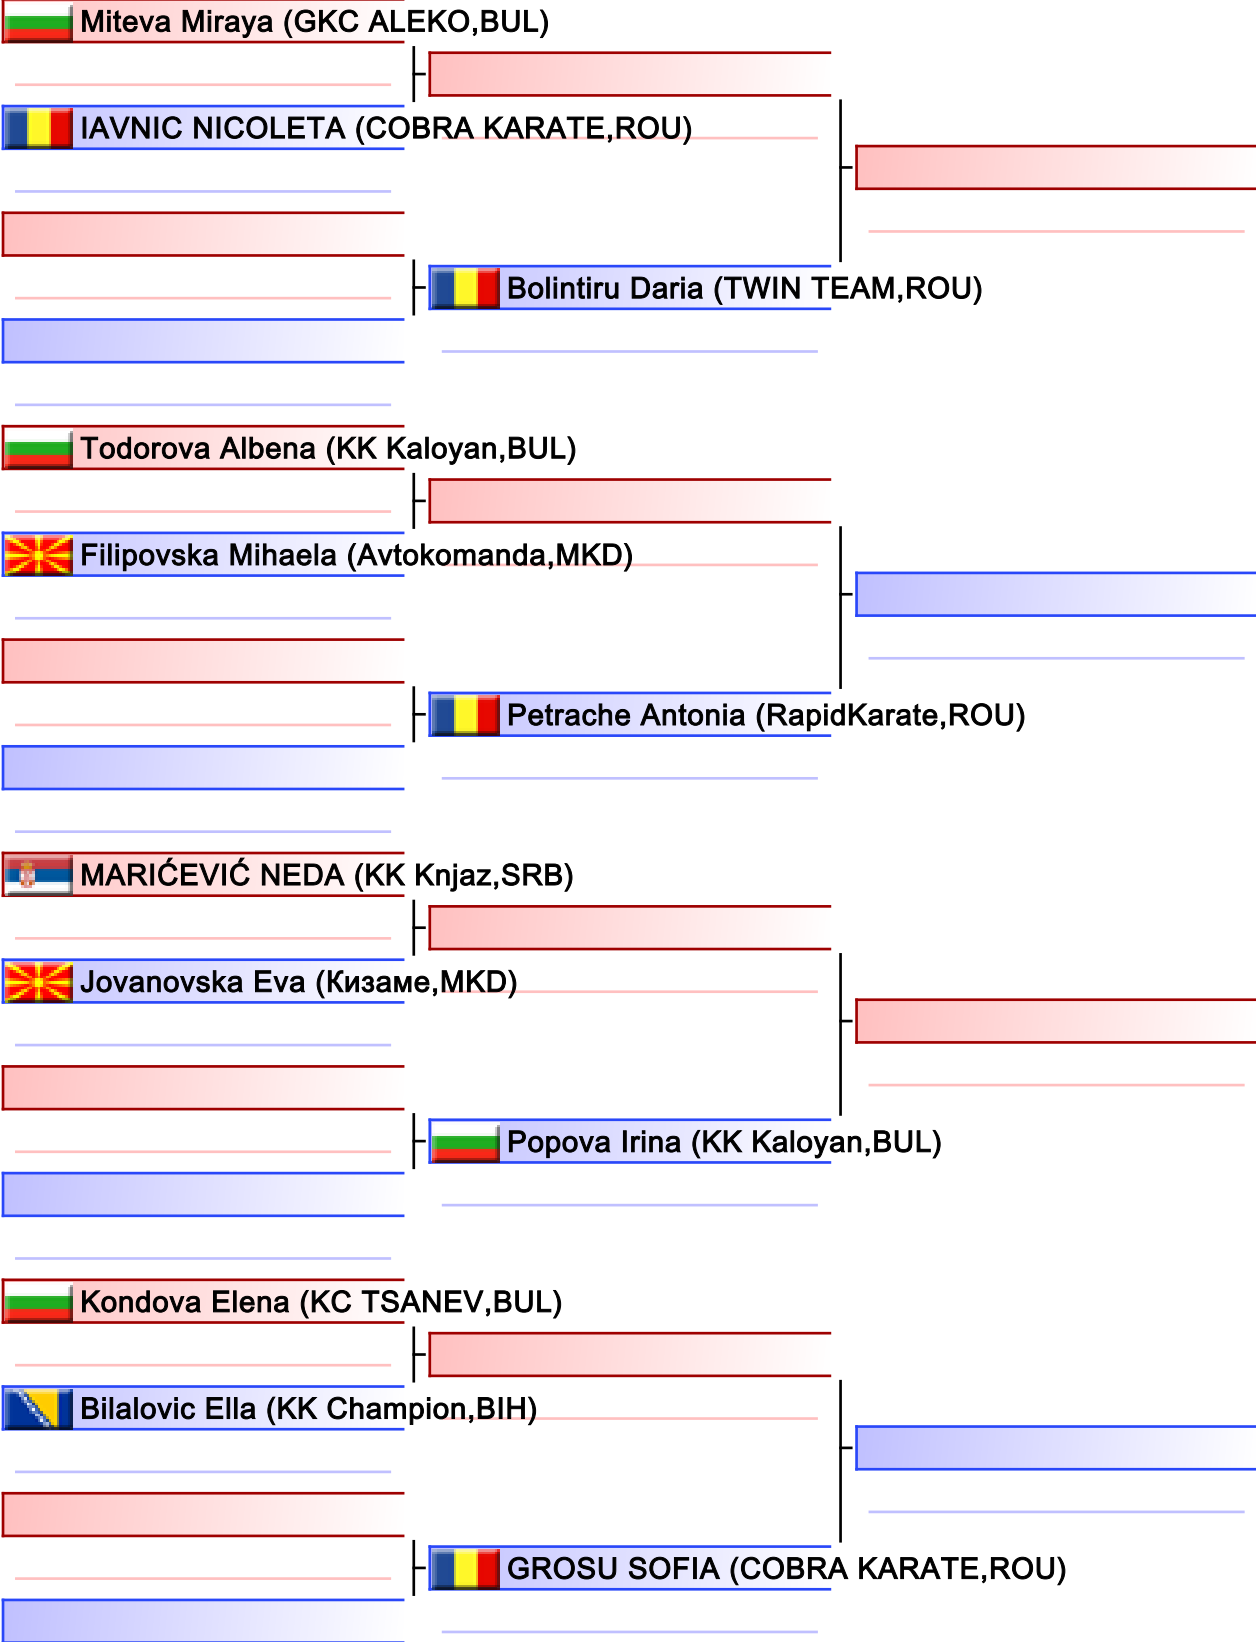 Miteva Miraya (GKC ALEKO,BUL)
IAVNIC NICOLETA (COBRA KARATE,ROU)
Bolintiru Daria (TWIN TEAM,ROU)
Todorova Albena (KK Kaloyan,BUL)
Filipovska Mihaela (Avtokomanda,MKD)
Petrache Antonia (RapidKarate,ROU)
MARIĆEVIĆ NEDA (KK Knjaz,SRB)
Jovanovska Eva (Кизаме,MKD)
Popova Irina (KK Kaloyan,BUL)
Kondova Elena (KC TSANEV,BUL)
Bilalovic Ella (KK Champion,BIH)
GROSU SOFIA (COBRA KARATE,ROU)